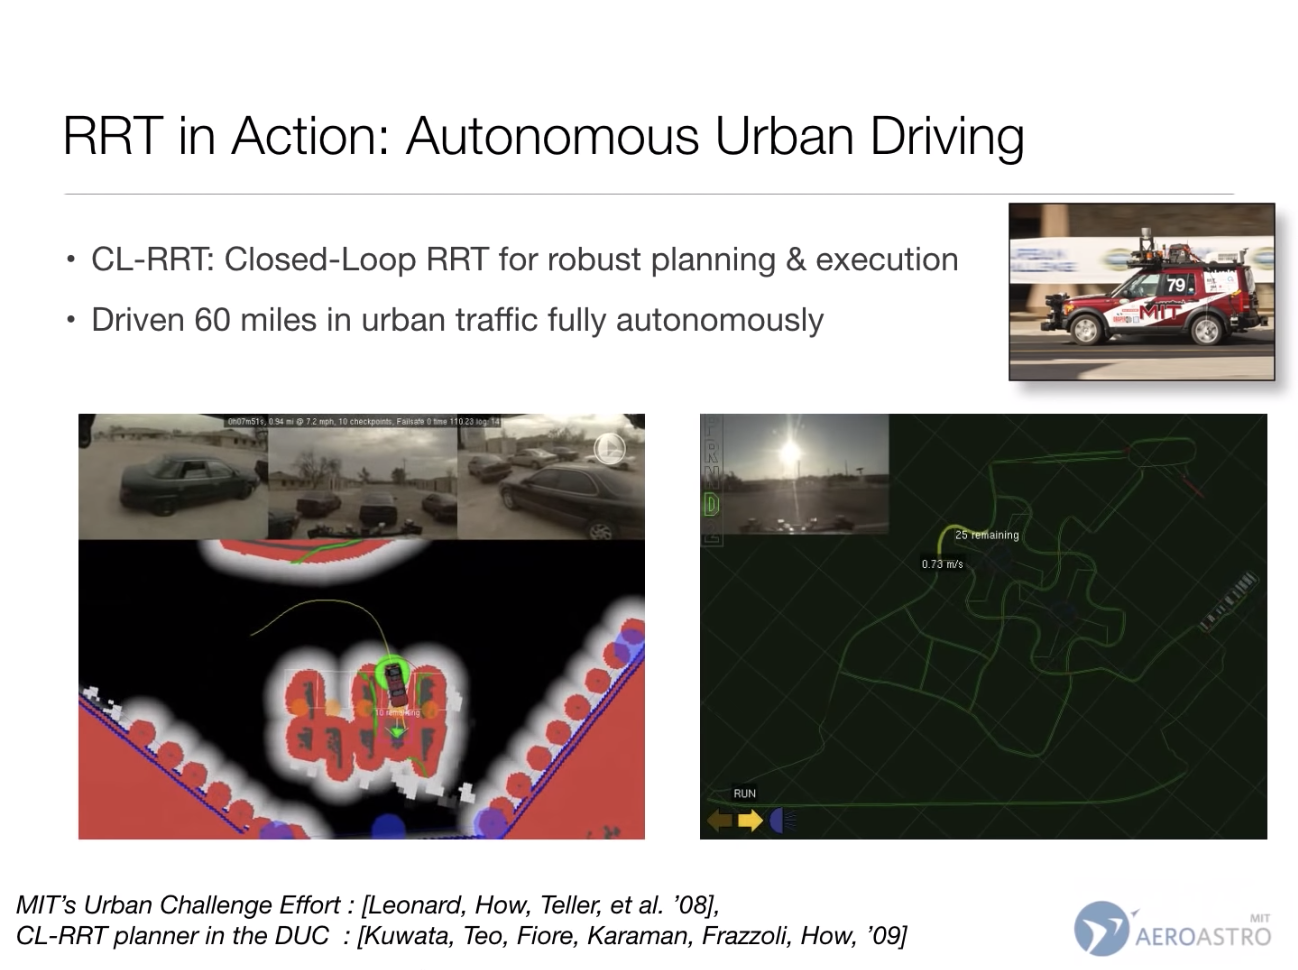 RRT in Action: Autonomous Urban Driving
• CL-RRT: Closed-Loop RRT for robust planning & execution
• Driven 60 miles in urban traffic fully autonomously
79
MIT
0h07m51s, 0.94 mi @ 7.2 mph, 10 checkpoints, Failsafe 0 time 110.23 log: 14
10 remaining
P
R
N
D
25 remaining
0.73 m/s
RUN
MIT's Urban Challenge Effort : [Leonard, How, Teller, et al. '08],
CL-RRT planner in the DUC : [Kuwata, Teo, Fiore, Karaman, Frazzoli, How, '09]
MIT
AEROASTRO